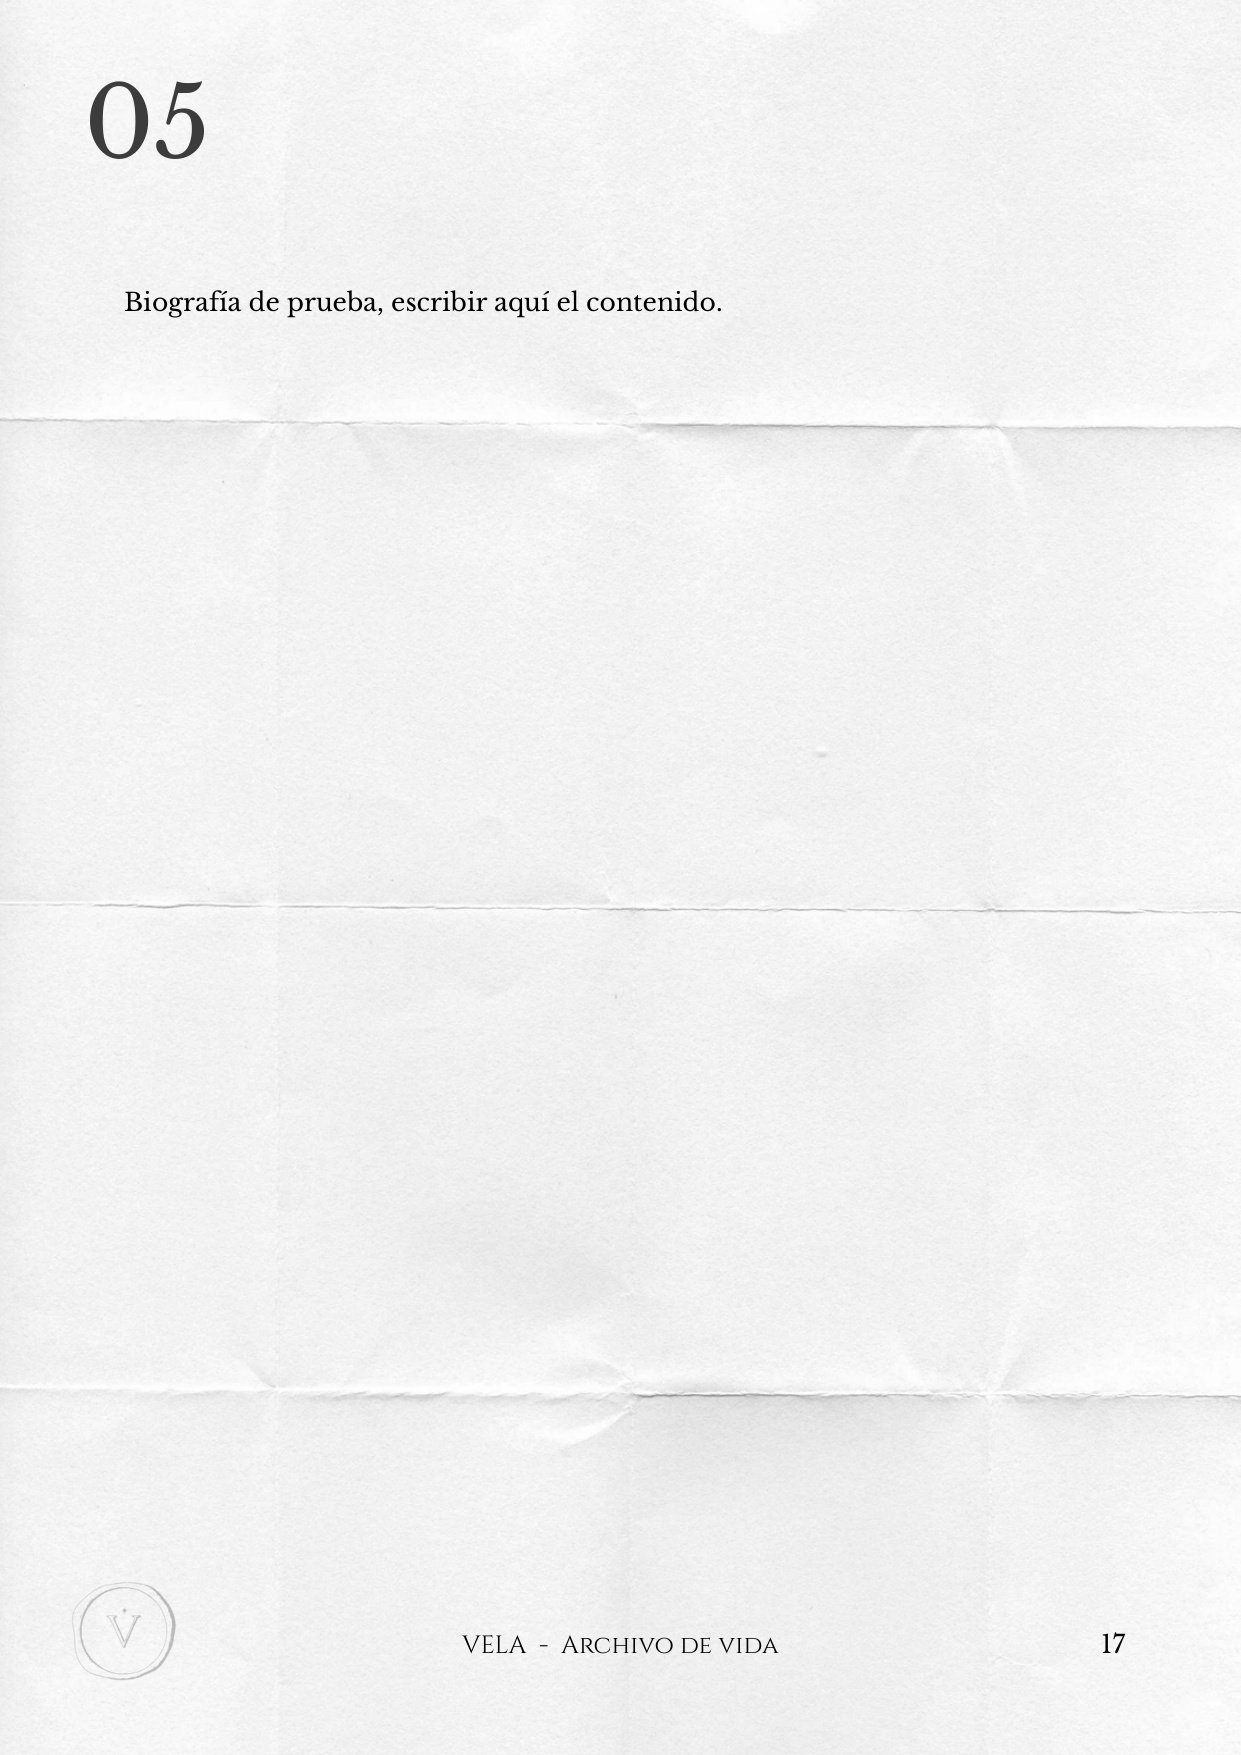 05
Biografía de prueba, escribir aquí el contenido.
V
VELA - ARCHIVO DE VIDA
17